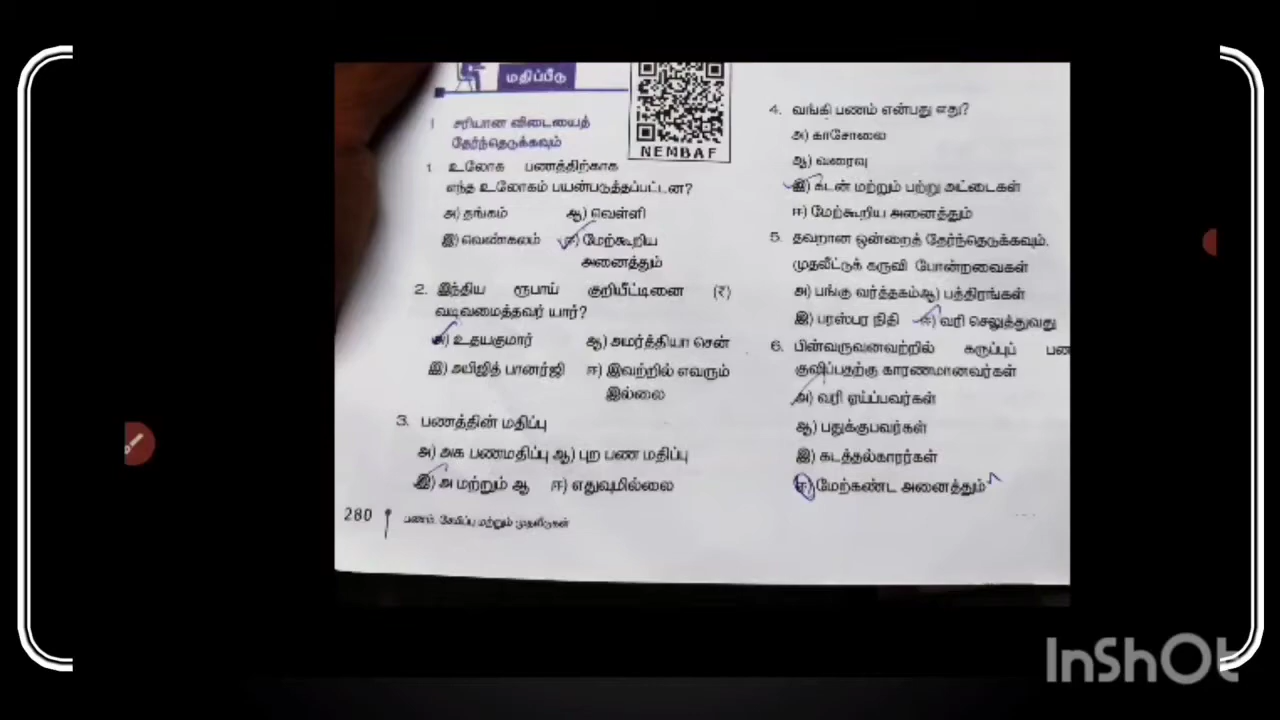 மதிப்பீடு
NEMBAF
I சரியான விடையைத்
தேர்ந்தெடுக்கவும்
1. உலோக பணத்திற்காக
எந்த உலோகம் பயன்படுத்தப்பட்டன?
அ) தங்கம் ஆ) வெள்ளி
இ) வெண்கலம் ஈ) மேற்கூறிய
அனைத்தும்
2. இந்திய ரூபாய் குறியீட்டினை (₹)
வடிவமைத்தவர் யார்?
அ) உதயகுமார் ஆ) அமர்த்தியா சென்
இ) அபிஜித் பானர்ஜி ஈ) இவற்றில் எவரும்
இல்லை
3. பணத்தின் மதிப்பு
அ) அக பணமதிப்பு ஆ) புற பண மதிப்பு
இ) அ மற்றும் ஆ ஈ) எதுவுமில்லை
280 பணம், சேமிப்பு மற்றும் முதலீடுகள்
4. வங்கி பணம் என்பது எது?
அ) காசோலை
ஆ) வரைவு
இ) கடன் மற்றும் பற்று அட்டைகள்
ஈ) மேற்கூறிய அனைத்தும்
5. தவறான ஒன்றைத் தேர்ந்தெடுக்கவும்.
முதலீட்டுக் கருவி போன்றவைகள்
அ) பங்கு வர்த்தகம் ஆ) பத்திரங்கள்
இ) பரஸ்பர நிதி ஈ) வரி செலுத்துவது
6. பின்வருவனவற்றில் கருப்புப் பண
குவிப்பதற்கு காரணமானவர்கள்
அ) வரி ஏய்ப்பவர்கள்
ஆ) பதுக்குபவர்கள்
இ) கடத்தல்காரர்கள்
ஈ) மேற்கண்ட அனைத்தும்
InShOt